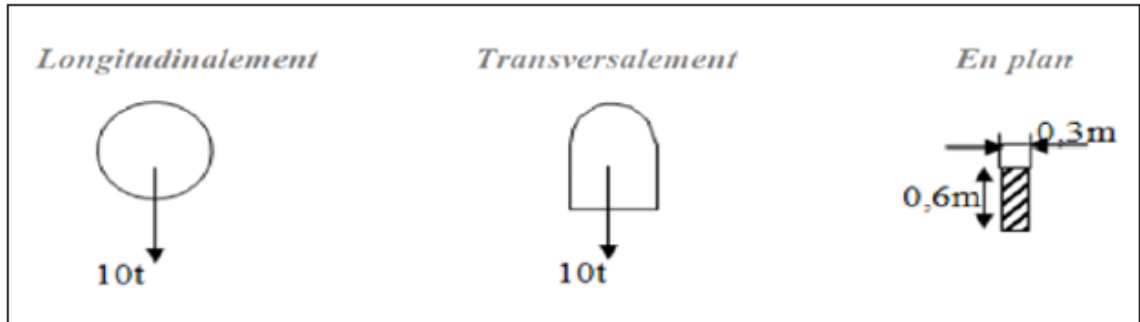 Longitudinalement
Transversalement
En plan
0,3m
0,6m
10t
10t